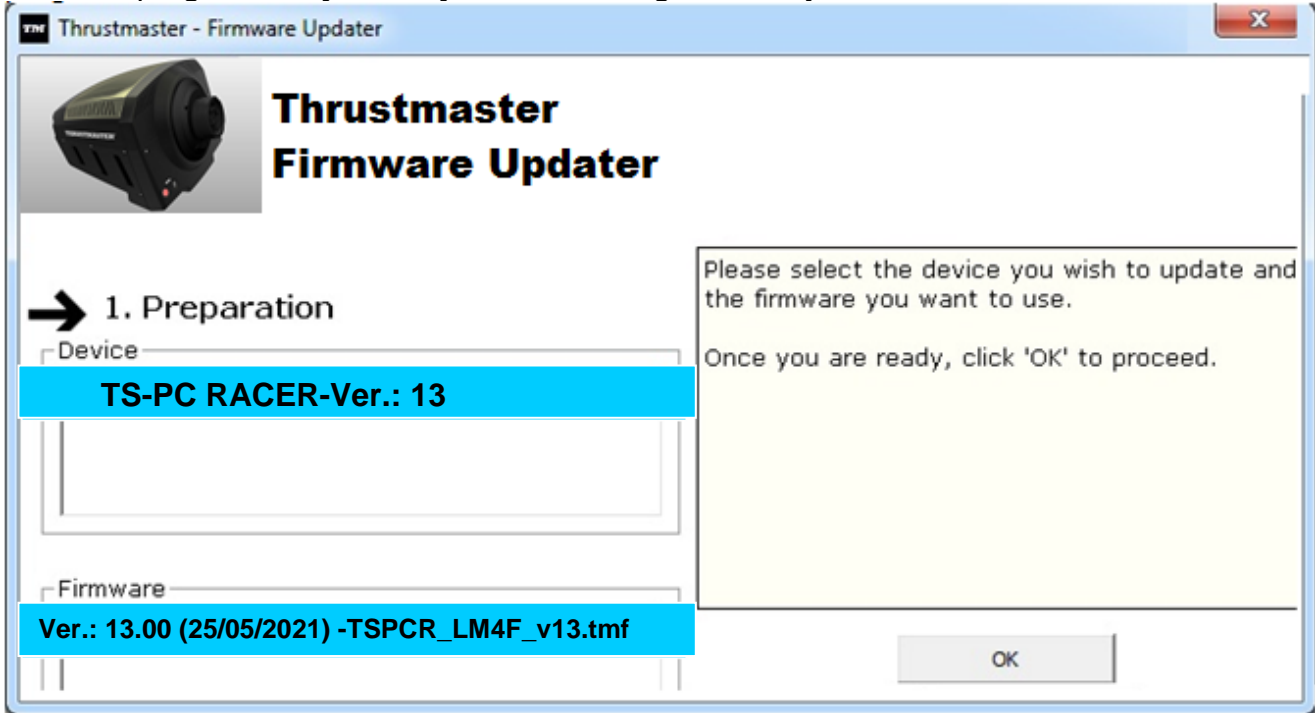 Thrustmaster - Firmware Updater
Thrustmaster
Firmware Updater
1. Preparation
Device
TS-PC RACER-Ver.: 13
Firmware
Ver.: 13.00 (25/05/2021) -TSPCR_LM4F_v13.tmf
Please select the device you wish to update and
the firmware you want to use.
Once you are ready, click 'OK' to proceed.
OK